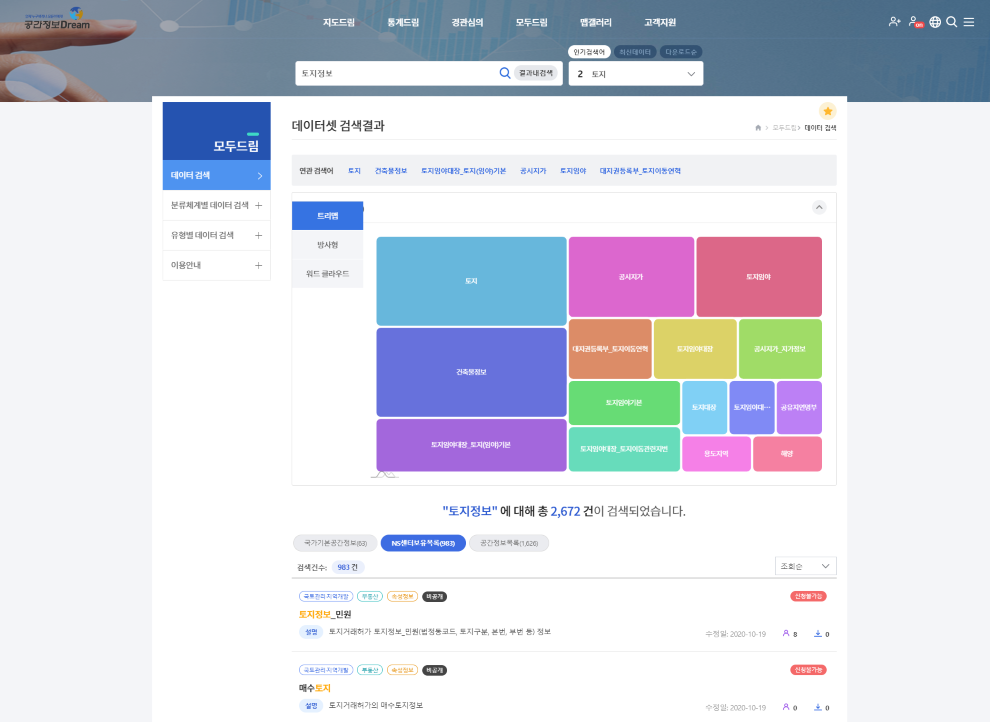 공간정보Dream
지도드림 통계드림 경관심의 모두드림 맵갤러리 고객지원
인기검색어 최신데이터 다운로드순
토지정보 결과내검색 2 토지
모두드림
데이터 검색
분류체계별 데이터 검색
유형별 데이터 검색
이용안내
데이터셋 검색결과
모두드림 데이터 검색
연관 검색어 토지 건축물정보 토지임야대장_토지(임야)기본 공시지가 토지임야 대지권등록부_토지이동연혁
트리맵
방사형
워드 클라우드
토지
공시지가
토지임야
대지권등록부_토지이동연혁
토지임야대장
공시지가_지가정보
건축물정보
토지임야기본
토지대장
토지임야대…
공유지연명부
토지임야대장_토지(임야)기본
토지임야대장_토지이동관련지번
용도지역
해양
"토지정보" 에 대해 총 2,672 건이 검색되었습니다.
국가기본공간정보(63) NS센터보유목록(983) 공간정보목록(1,626)
검색건수: 983 건 조회순
국토관리·지역개발 부동산 속성정보 비공개 신청불가능
토지정보_민원
설명 토지거래허가 토지정보_민원(법정동코드, 토지구분, 본번, 부번 등) 정보
수정일: 2020-10-19 8 0
국토관리·지역개발 부동산 속성정보 비공개 신청불가능
매수토지
설명 토지거래허가의 매수토지정보
수정일: 2020-10-19 0 0